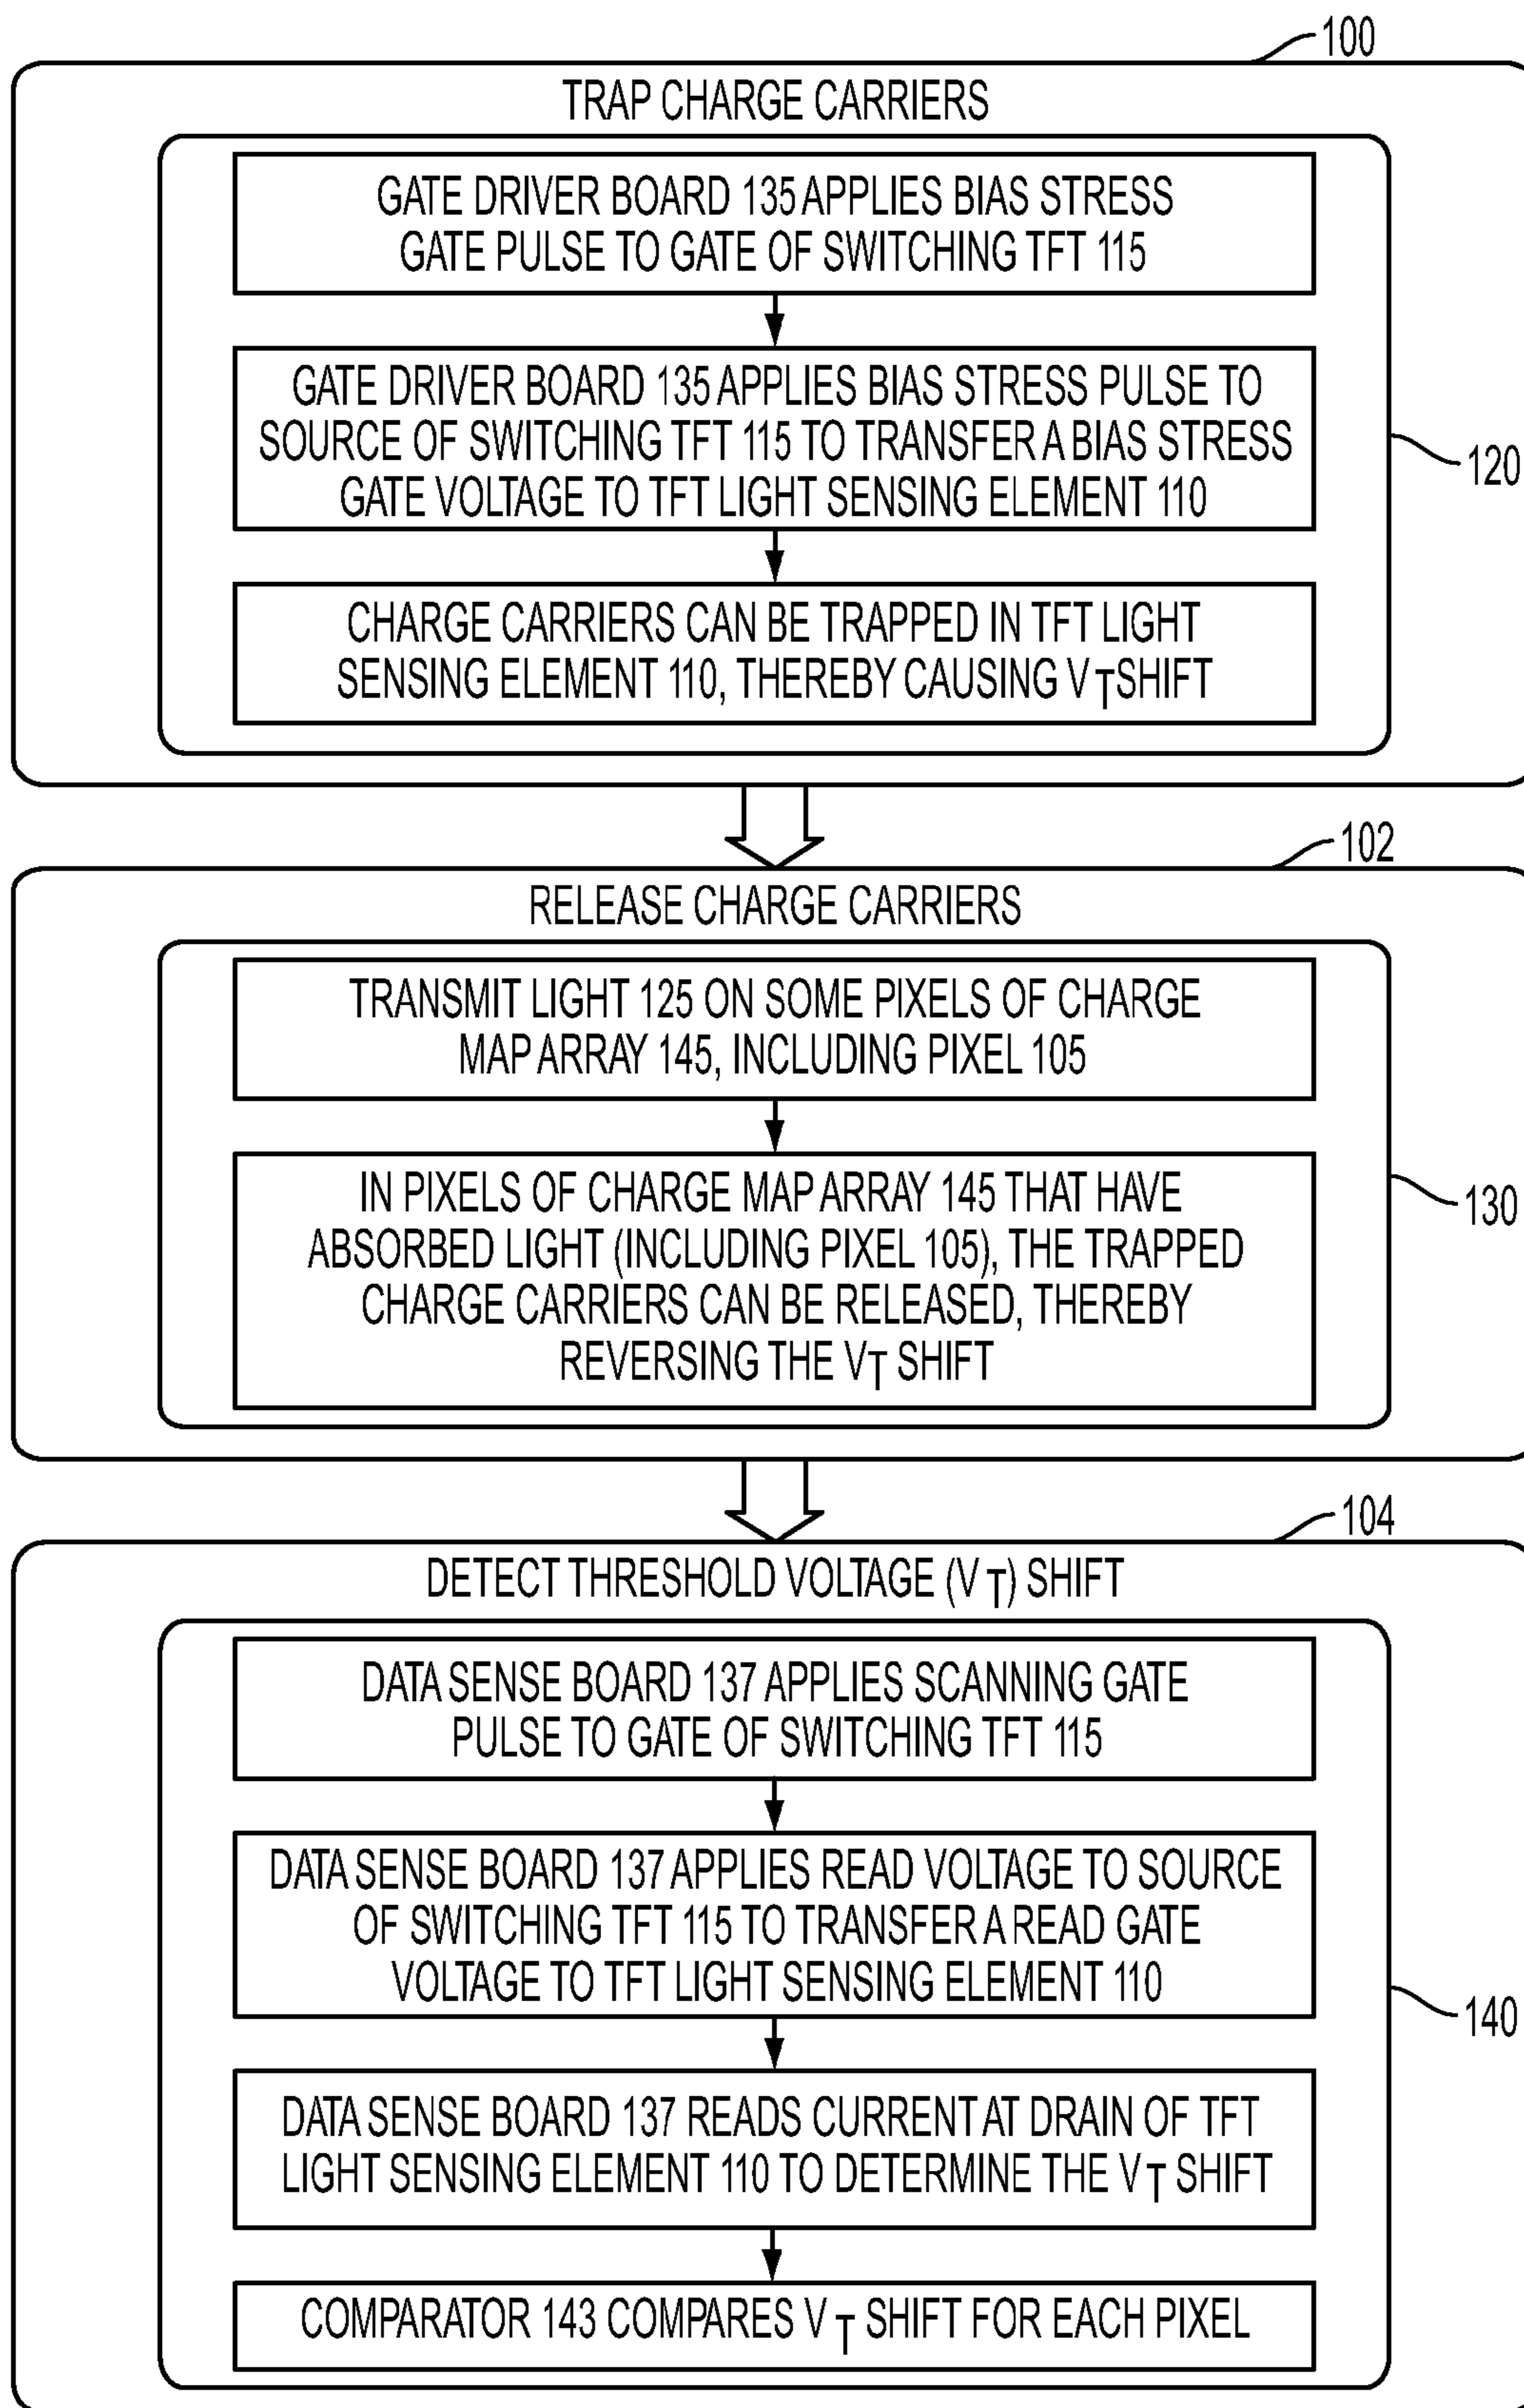 100
TRAP CHARGE CARRIERS
GATE DRIVER BOARD 135 APPLIES BIAS STRESS
GATE PULSE TO GATE OF SWITCHING TFT 115
GATE DRIVER BOARD 135 APPLIES BIAS STRESS PULSE TO
SOURCE OF SWITCHING TFT 115 TO TRANSFER A BIAS STRESS
GATE VOLTAGE TO TFT LIGHT SENSING ELEMENT 110
120
CHARGE CARRIERS CAN BE TRAPPED IN TFT LIGHT
SENSING ELEMENT 110, THEREBY CAUSING VT SHIFT
102
RELEASE CHARGE CARRIERS
TRANSMIT LIGHT 125 ON SOME PIXELS OF CHARGE
MAP ARRAY 145, INCLUDING PIXEL 105
IN PIXELS OF CHARGE MAP ARRAY 145 THAT HAVE
ABSORBED LIGHT (INCLUDING PIXEL 105), THE TRAPPED
CHARGE CARRIERS CAN BE RELEASED, THEREBY
REVERSING THE VT SHIFT
130
104
DETECT THRESHOLD VOLTAGE (VT) SHIFT
DATA SENSE BOARD 137 APPLIES SCANNING GATE
PULSE TO GATE OF SWITCHING TFT 115
DATA SENSE BOARD 137 APPLIES READ VOLTAGE TO SOURCE
OF SWITCHING TFT 115 TO TRANSFER A READ GATE
VOLTAGE TO TFT LIGHT SENSING ELEMENT 110
140
DATA SENSE BOARD 137 READS CURRENT AT DRAIN OF TFT
LIGHT SENSING ELEMENT 110 TO DETERMINE THE VT SHIFT
COMPARATOR 143 COMPARES VT SHIFT FOR EACH PIXEL